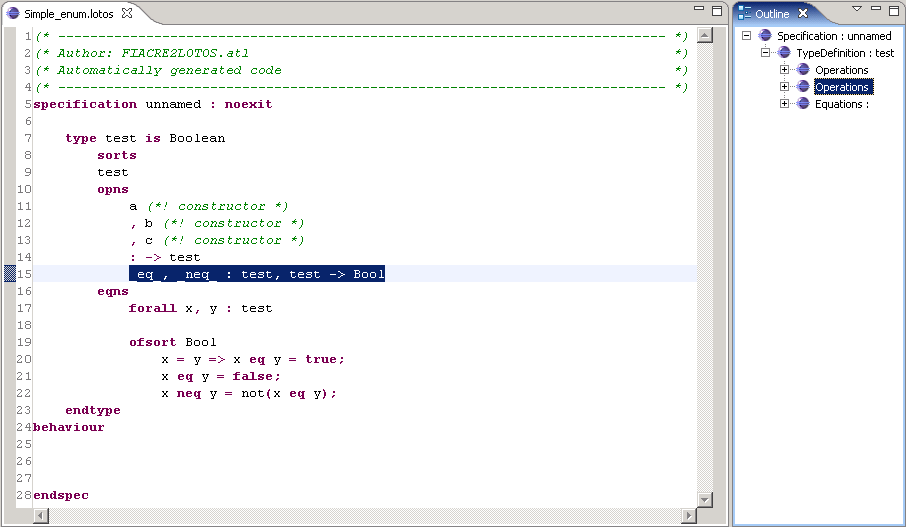 Simple_enum.lotos
1 (* ---------------------------------------------------------------------------- *)
2 (* Author: FIACRE2LOTOS.atl *)
3 (* Automatically generated code *)
4 (* ---------------------------------------------------------------------------- *)
5 specification unnamed : noexit
6
7 type test is Boolean
8 sorts
9 test
10 opns
11 a (*! constructor *)
12 , b (*! constructor *)
13 , c (*! constructor *)
14 : -> test
15 _eq_, _neq_ : test, test -> Bool
16 eqns
17 forall x, y : test
18
19 ofsort Bool
20 x = y => x eq y = true;
21 x eq y = false;
22 x neq y = not(x eq y);
23 endtype
24 behaviour
25
26
27
28 endspec
Outline
Specification : unnamed
TypeDefinition : test
Operations
Operations
Equations :